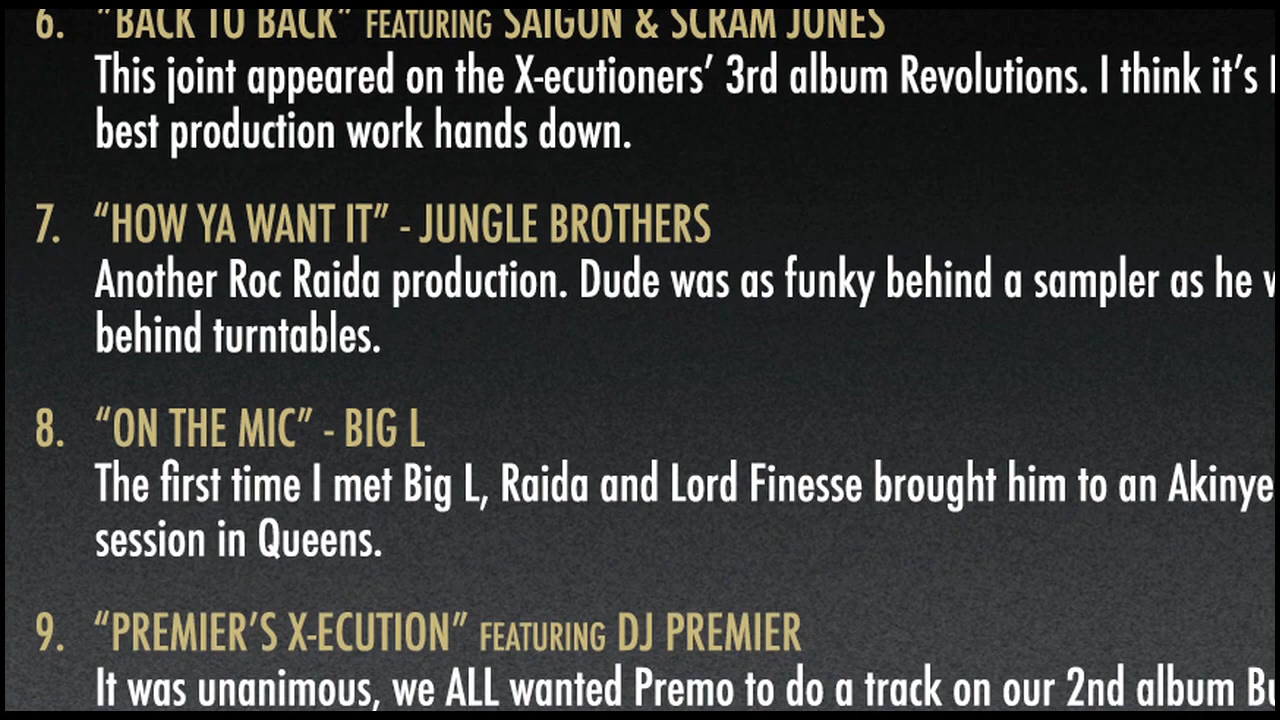 6. "BACK TO BACK" FEATURING SAIGON & SCRAM JONES
This joint appeared on the X-ecutioners' 3rd album Revolutions. I think it's
best production work hands down.
7. "HOW YA WANT IT" - JUNGLE BROTHERS
Another Roc Raida production. Dude was as funky behind a sampler as he
behind turntables.
8. "ON THE MIC" - BIG L
The first time I met Big L, Raida and Lord Finesse brought him to an Akinye
session in Queens.
9. "PREMIER'S X-ECUTION" FEATURING DJ PREMIER
It was unanimous, we ALL wanted Premo to do a track on our 2nd album